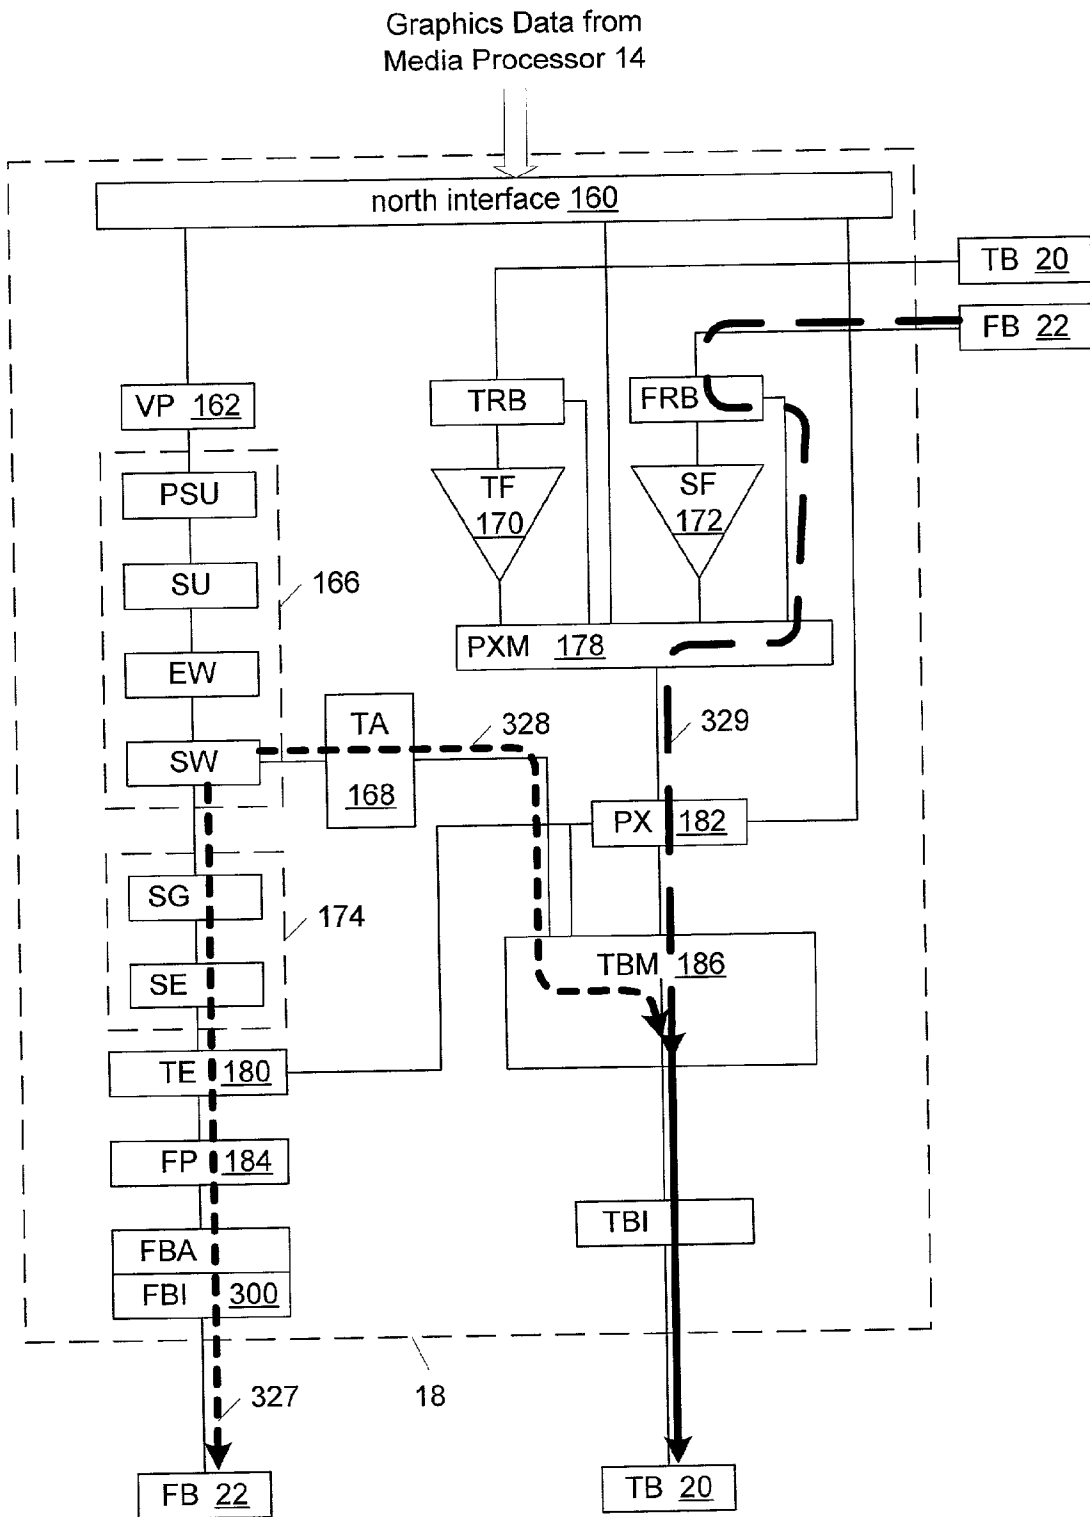 Graphics Data from
Media Processor 14
north interface 160
TB 20
FB 22
VP 162
TRB
FRB
PSU
TF
170
SF
172
SU
166
EW
PXM 178
SW
TA
168
328
329
PX 182
SG
174
SE
TBM 186
TE 180
FP 184
FBA
TBI
FBI 300
327
18
FB 22
TB 20